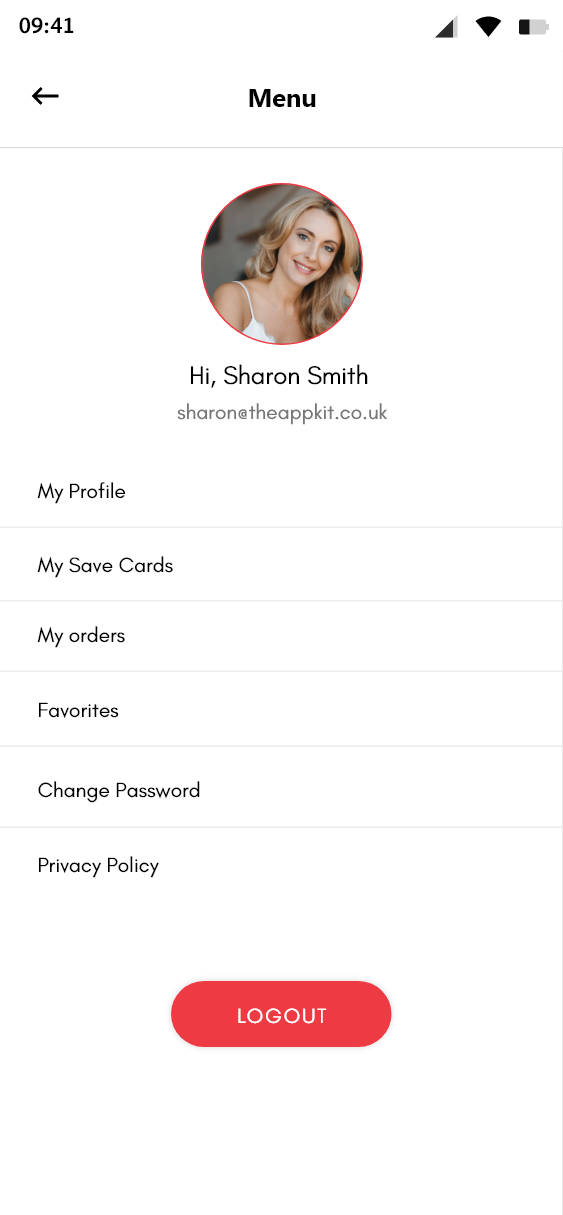 09:41
Menu
Hi, Sharon Smith
sharon@theappkit.co.uk
My Profile
My Save Cards
My orders
Favorites
Change Password
Privacy Policy
LOGOUT